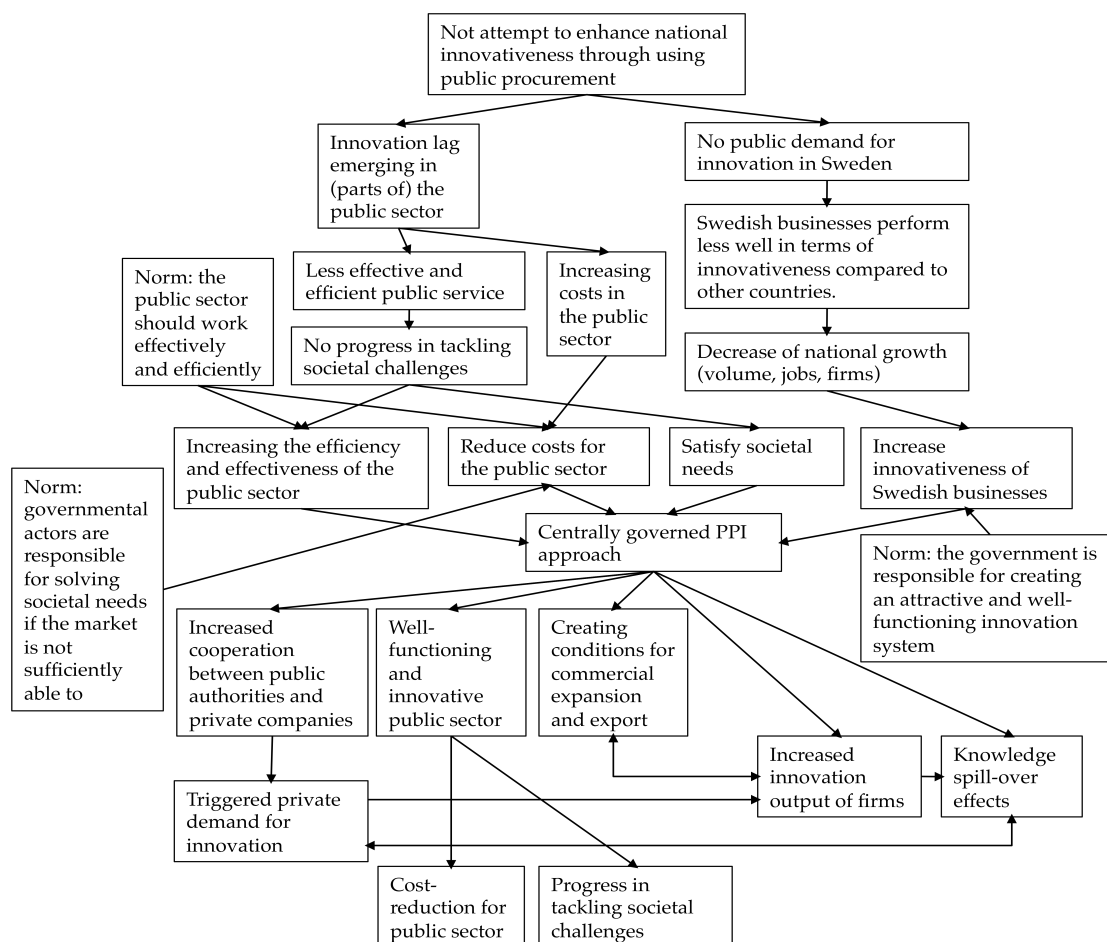 Not attempt to enhance national
innovativeness through using
public procurement
Innovation lag
emerging in
(parts of) the
public sector
No public demand for
innovation in Sweden
Swedish businesses perform
less well in terms of
innovativeness compared to
other countries.
Norm: the
public sector
should work
effectively
and efficiently
Less effective and
efficient public service
Increasing
costs in
the public
sector
No progress in tackling
societal challenges
Decrease of national growth
(volume, jobs, firms)
Increasing the efficiency
and effectiveness of the
public sector
Reduce costs for
the public sector
Satisfy societal
needs
Increase
innovativeness of
Swedish businesses
Norm:
governmental
actors are
responsible
for solving
societal needs
if the market
is not
sufficiently
able to
Centrally governed PPI
approach
Norm: the government is
responsible for creating
an attractive and well-
functioning innovation
system
Increased
cooperation
between public
authorities and
private companies
Well-
functioning
and
innovative
public sector
Creating
conditions for
commercial
expansion
and export
Increased
innovation
output of firms
Knowledge
spill-over
effects
Triggered private
demand for
innovation
Cost-
reduction for
public sector
Progress in
tackling societal
challenges